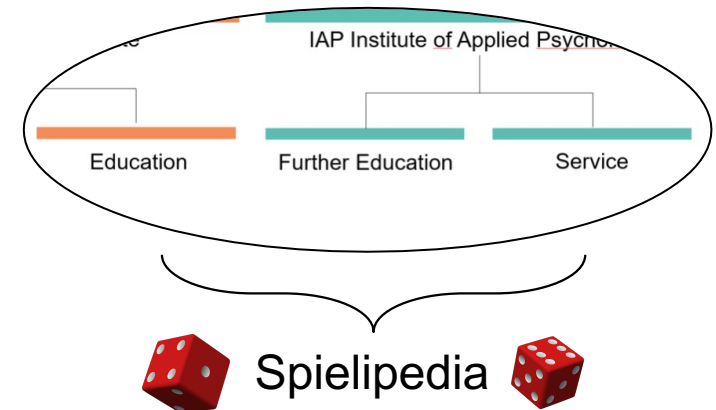 IAP Institute of Applied
Education
Further Education
Service
Spielipedia